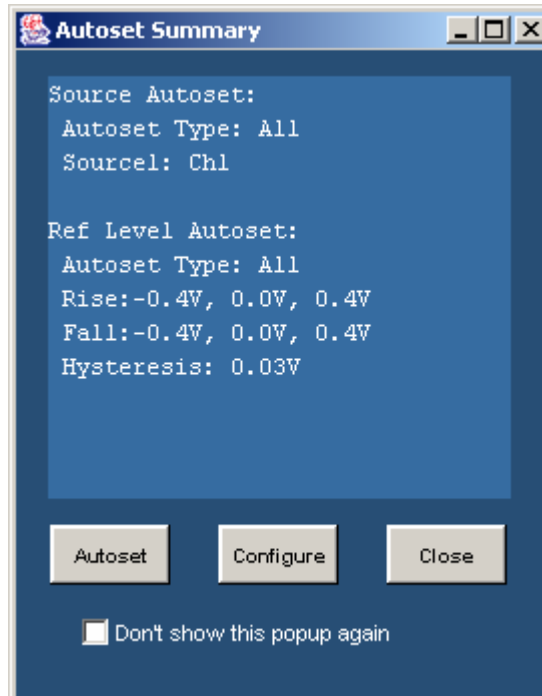 Autoset Summary
Source Autoset:
Autoset Type: All
Source1: Ch1
Ref Level Autoset:
Autoset Type: All
Rise:-0.4V, 0.0V, 0.4V
Fall:-0.4V, 0.0V, 0.4V
Hysteresis: 0.03V
Autoset Configure Close
Don't show this popup again